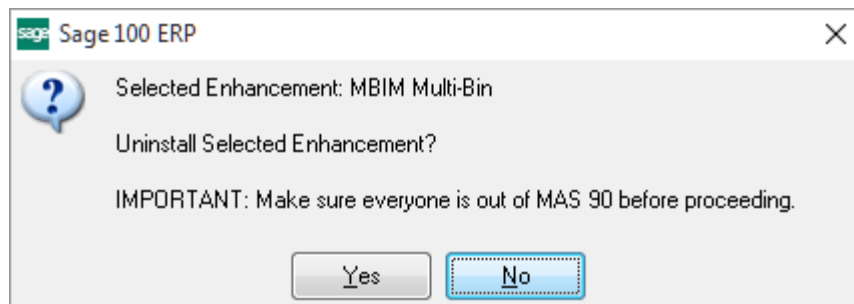 sage Sage 100 ERP
Selected Enhancement: MBIM Multi-Bin
Uninstall Selected Enhancement?
IMPORTANT: Make sure everyone is out of MAS 90 before proceeding.
Yes No